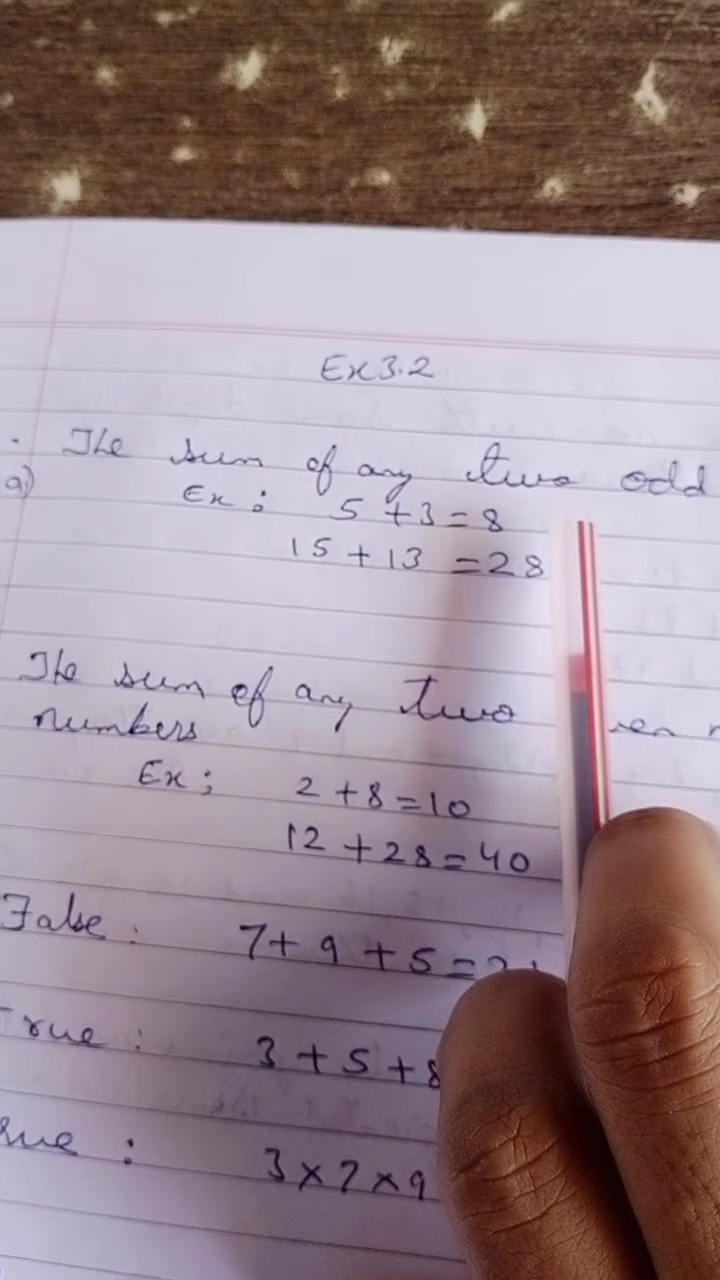 Ex 3.2
. The sum of any two odd
a) Ex: 5 + 3 = 8
15 + 13 = 28
The sum of any two
numbers
Ex; 2 + 8 = 10
12 + 28 = 40
False: 7 + 9 + 5 =
rue: 3 + 5 + 8
rue: 3 x 7 x 9